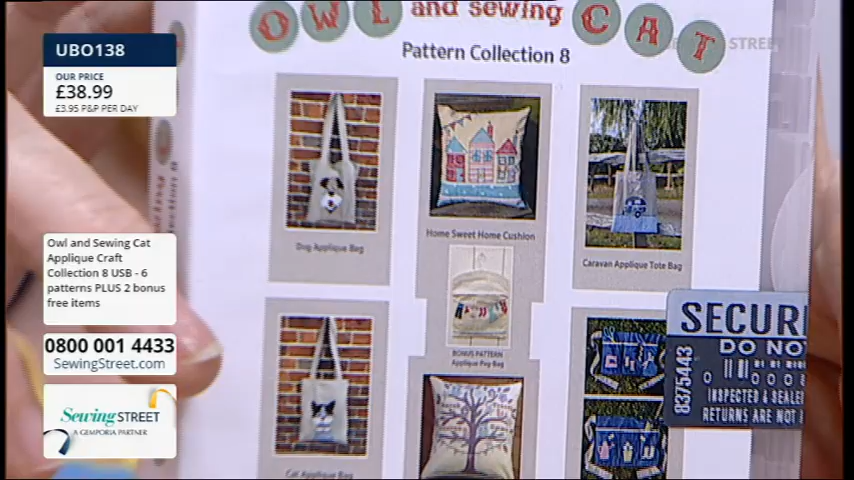 OWL and sewing CAT
STREET
Pattern Collection 8
UBO138
OUR PRICE
£38.99
£3.95 P&P PER DAY
Dog Applique Bag
Home Sweet Home Cushion
Caravan Applique Tote Bag
BONUS PATTERN
Applique Peg Bag
Cat Applique Bag
Owl and Sewing Cat
Applique Craft
Collection 8 USB - 6
patterns PLUS 2 bonus
free items
0800 001 4433
SewingStreet.com
Sewing STREET
A GEMPORIA PARTNER
SECURI
DO NO
8375443
INSPECTED & SEALE
RETURNS ARE NOT